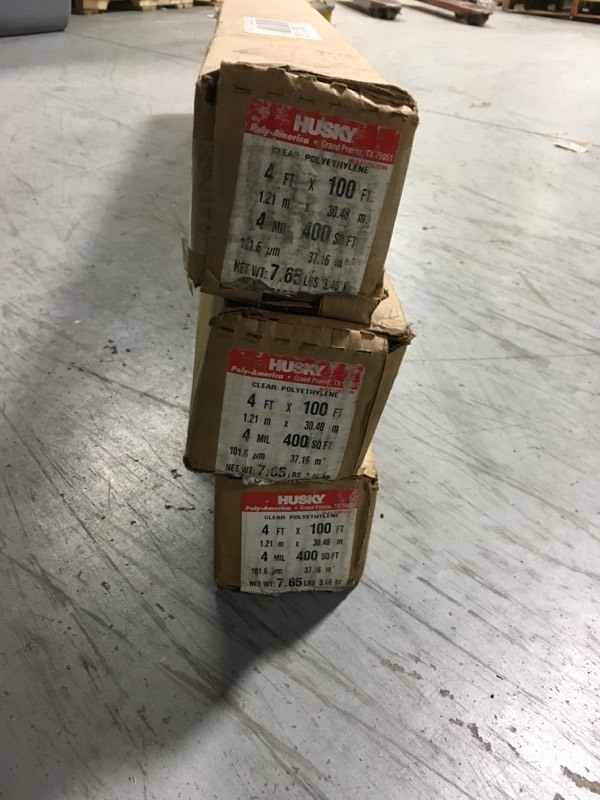 HUSKY
Poly-America • Grand Prairie, TX 75051
CLEAR POLYETHYLENE
4 FT X 100 FT
1.21 m x 30.48 m
4 MIL 400 SQ FT
101.6 µm 37.16 m²
NET WT: 7.65 LBS 3.46 kg
HUSKY
Poly-America • Grand Prairie, TX
CLEAR POLYETHYLENE
4 FT X 100 FT
1.21 m x 30.48 m
4 MIL 400 SQ FT
101.6 µm 37.16 m²
NET WT: 7.65 LBS
HUSKY
Poly-America • Grand Prairie, TX
CLEAR POLYETHYLENE
4 FT X 100 FT
1.21 m x 30.48 m
4 MIL 400 SQ FT
101.6 µm 37.16 m
NET WT: 7.65 LBS 3.46 kg